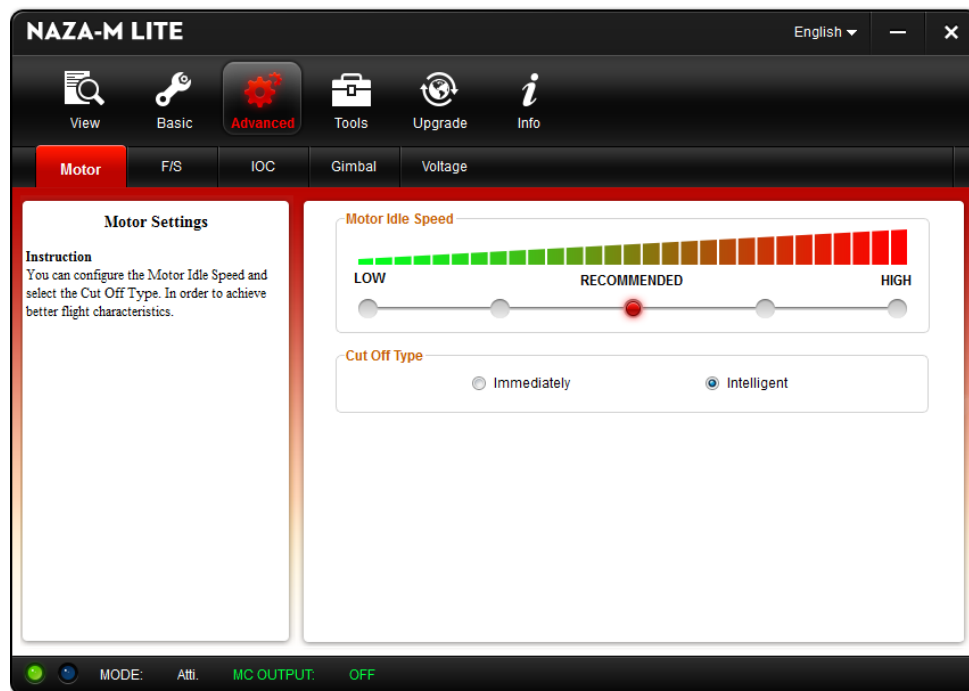 NAZA-M LITE
English
View Basic Advanced Tools Upgrade Info
Motor F/S IOC Gimbal Voltage
Motor Settings
Instruction
You can configure the Motor Idle Speed and
select the Cut Off Type. In order to achieve
better flight characteristics.
Motor Idle Speed
LOW RECOMMENDED HIGH
Cut Off Type
Immediately Intelligent
MODE: Atti. MC OUTPUT: OFF